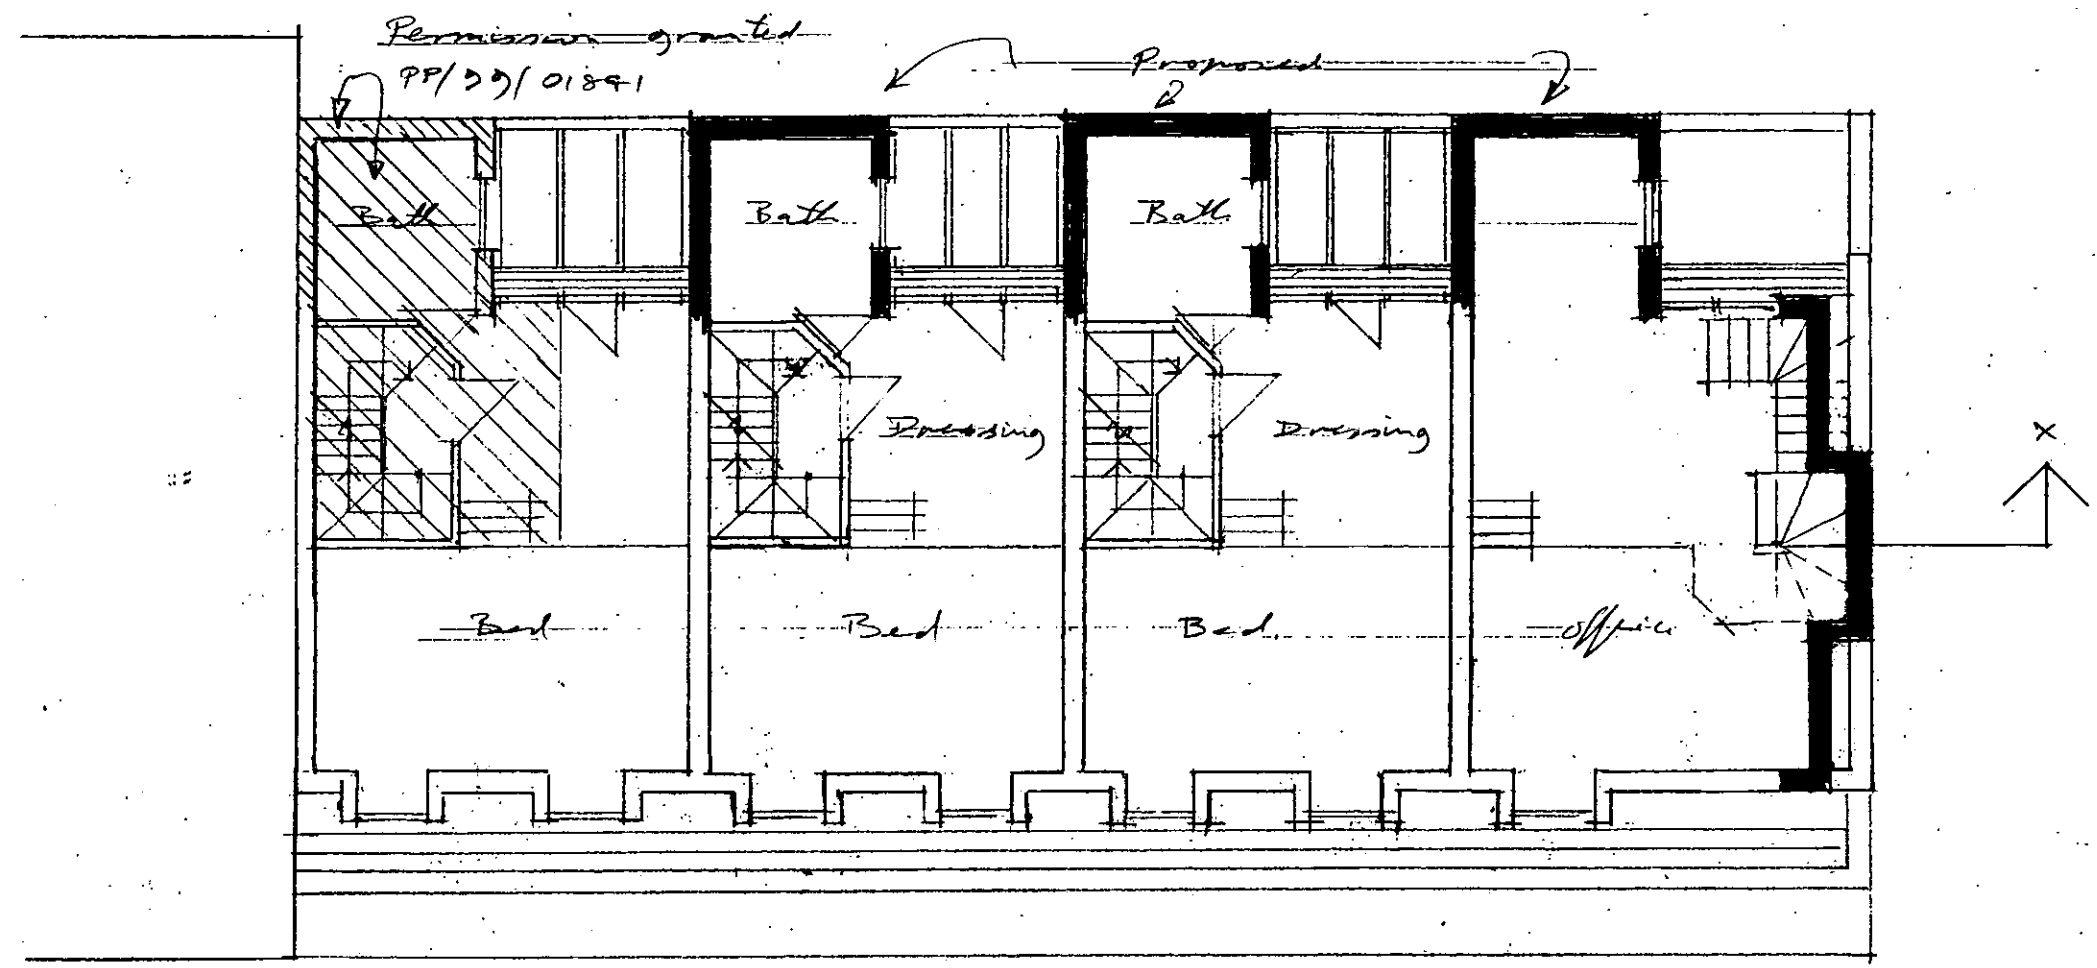 Permission granted
Proposed
PP/99/01891
Bath
Bath
Bath
Dressing
Dressing
X
Bed
Bed
Bed.
office